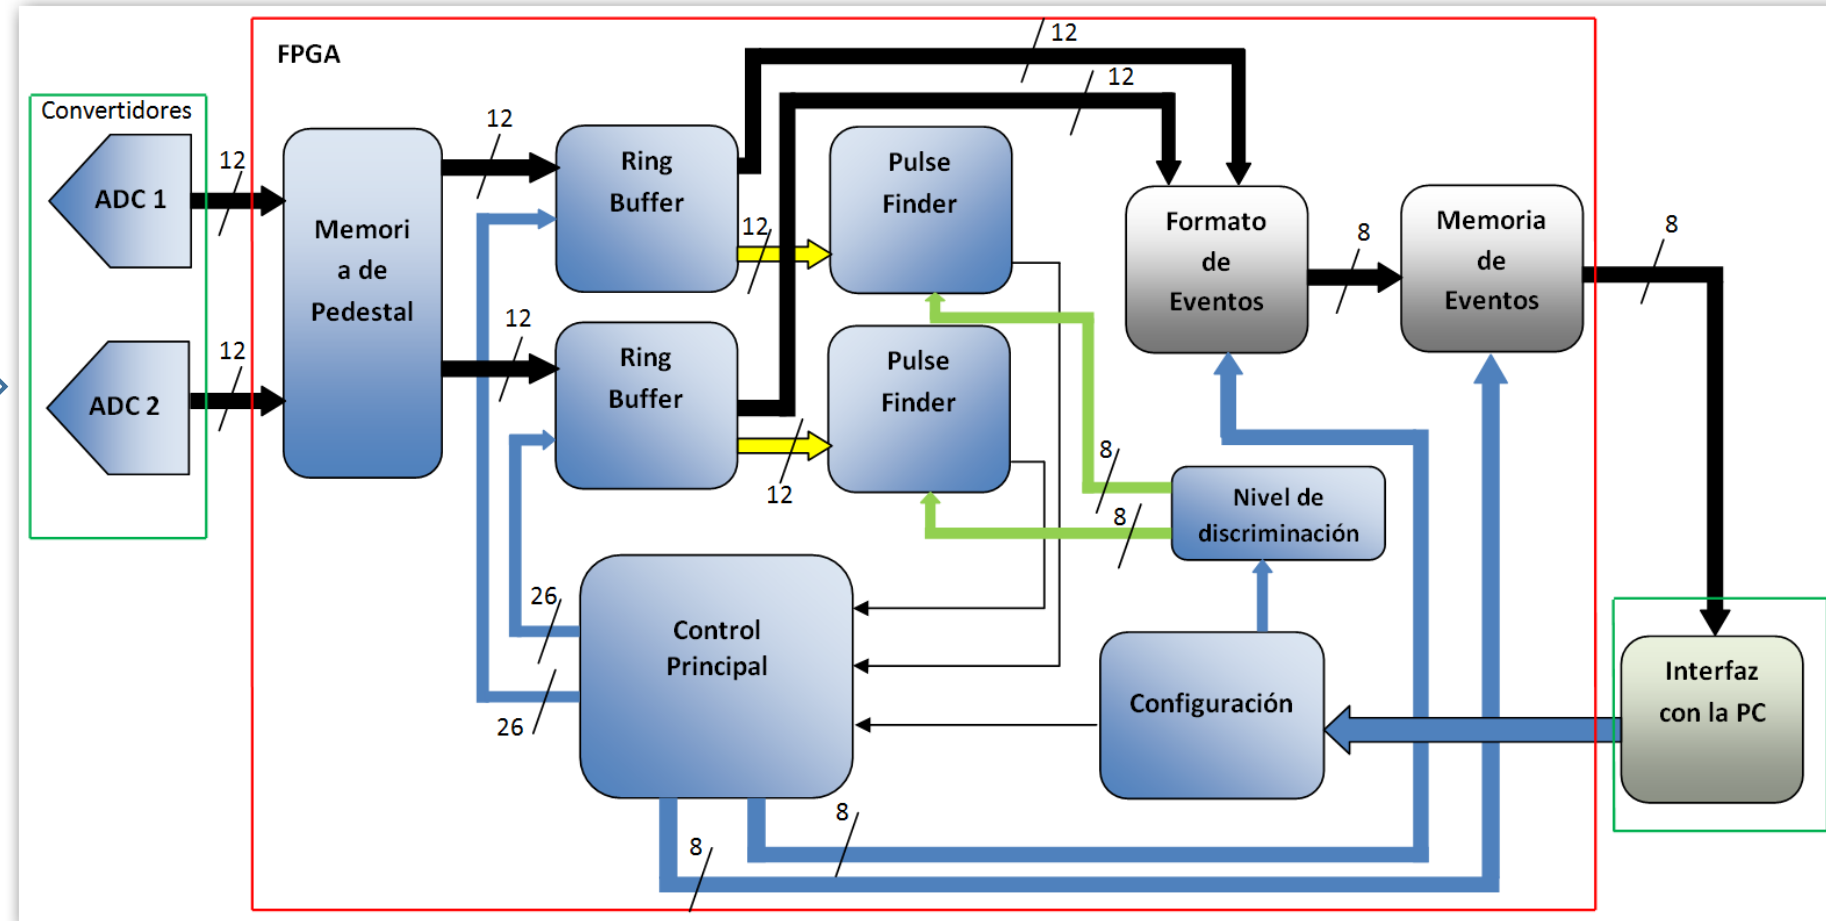 FPGA
Convertidores
ADC 1
ADC 2
12
12
Memori
a de
Pedestal
12
12
Ring
Buffer
Ring
Buffer
12
12
12
12
Pulse
Finder
Pulse
Finder
Formato
de
Eventos
8
Memoria
de
Eventos
8
8
8
Nivel de
discriminación
26
26
Control
Principal
Configuración
Interfaz
con la PC
8
8